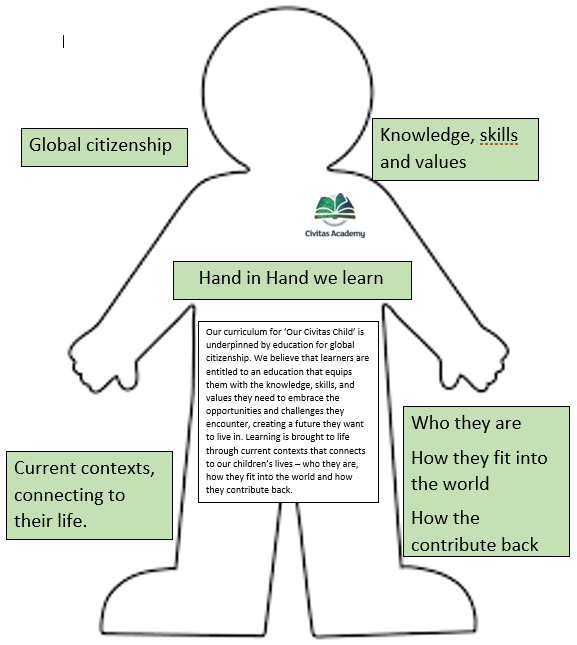 Global citizenship
Knowledge, skills
and values
Civitas Academy
Hand in Hand we learn
Our curriculum for ‘Our Civitas Child’ is
underpinned by education for global
citizenship. We believe that learners are
entitled to an education that equips
them with the knowledge, skills, and
values they need to embrace the
opportunities and challenges they
encounter, creating a future they want
to live in. Learning is brought to life
through current contexts that connects
to our children’s lives – who they are,
how they fit into the world and how
they contribute back.
Current contexts,
connecting to
their life.
Who they are
How they fit into
the world
How the
contribute back